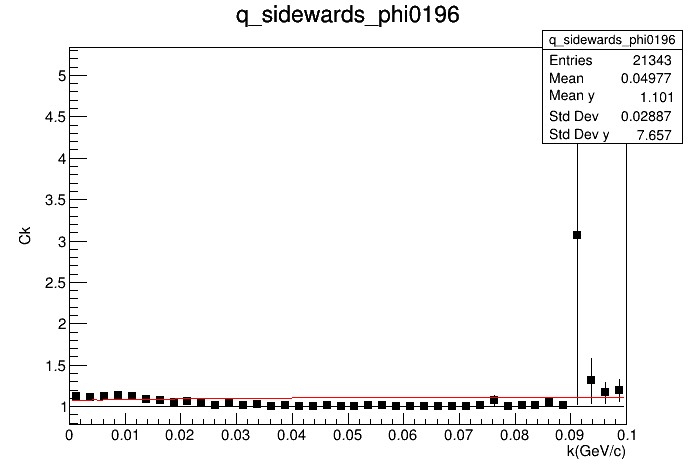 q_sidewards_phi0196
q_sidewards_phi0196
Entries 21343
Mean 0.04977
Mean y 1.101
Std Dev 0.02887
Std Dev y 7.657
Ck
5
4.5
4
3.5
3
2.5
2
1.5
1
0 0.01 0.02 0.03 0.04 0.05 0.06 0.07 0.08 0.09 0.1
k(GeV/c)